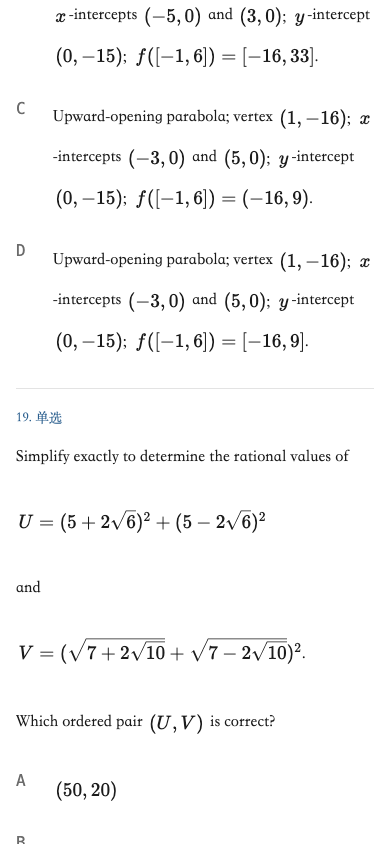 x-intercepts (−5, 0) and (3, 0); y-intercept
(0, −15); f([−1, 6]) = [−16, 33].
C
Upward-opening parabola; vertex (1, −16); x
-intercepts (−3, 0) and (5, 0); y-intercept
(0, −15); f([−1, 6]) = (−16, 9).
D
Upward-opening parabola; vertex (1, −16); x
-intercepts (−3, 0) and (5, 0); y-intercept
(0, −15); f([−1, 6]) = [−16, 9].
19. 单选
Simplify exactly to determine the rational values of
U = (5 + 2√6)² + (5 − 2√6)²
and
V = (√(7 + 2√10) + √(7 − 2√10))².
Which ordered pair (U, V) is correct?
A
(50, 20)